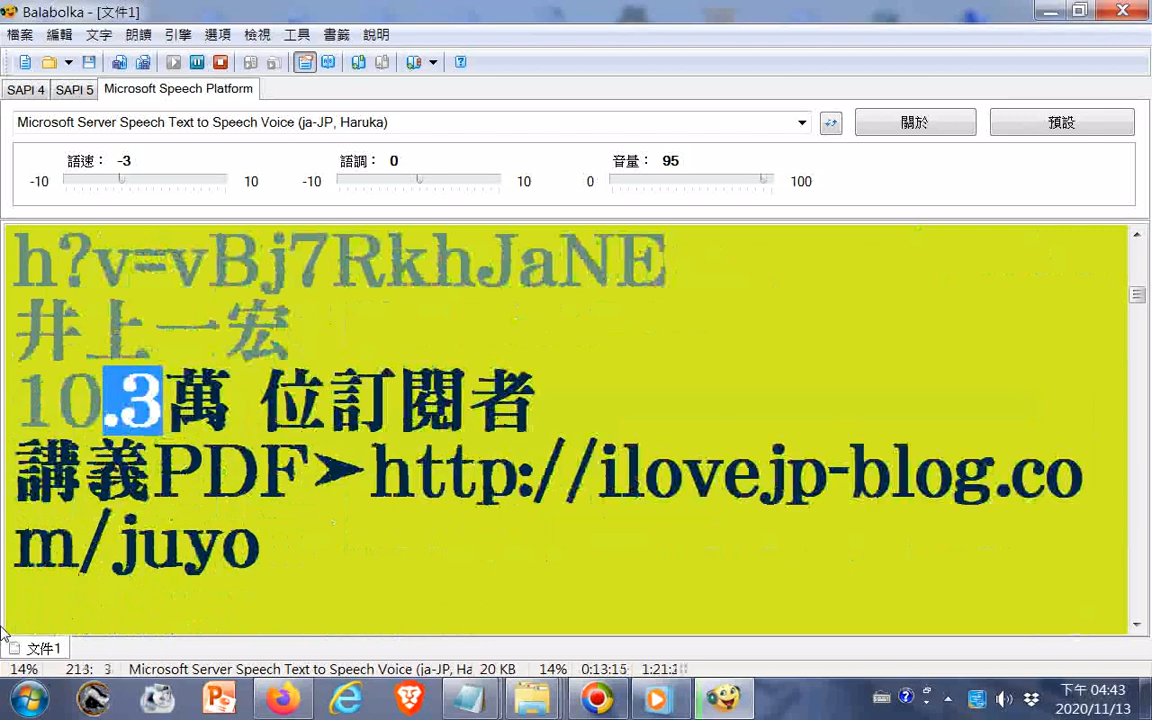 Balabolka - [文件1]
檔案 編輯 文字 朗讀 引擎 選項 檢視 工具 書籤 說明
SAPI 4 SAPI 5 Microsoft Speech Platform
Microsoft Server Speech Text to Speech Voice (ja-JP, Haruka) 關於 預設
語速： -3 語調： 0 音量： 95
-10 10 -10 10 0 100
h?v=vBj7RkhJaNE
井上一宏
10.3萬 位訂閱者
講義PDF➤http://ilovejp-blog.co
m/juyo
文件1
14% 213: 3 Microsoft Server Speech Text to Speech Voice (ja-JP, Ha 20 KB 14% 0:13:15 1:21:
下午 04:43
2020/11/13